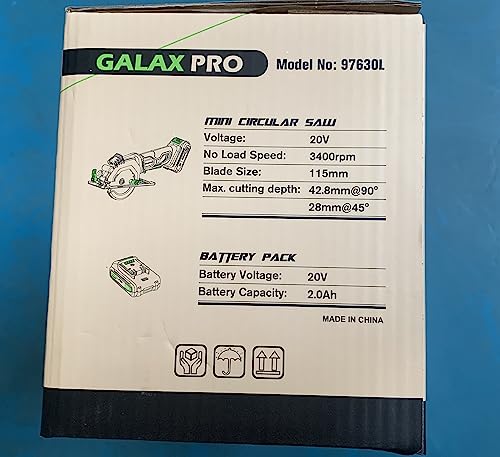 GALAX PRO Model No: 97630L
MINI CIRCULAR SAW
Voltage: 20V
No Load Speed: 3400rpm
Blade Size: 115mm
Max. cutting depth: 42.8mm@90°
28mm@45°
BATTERY PACK
Battery Voltage: 20V
Battery Capacity: 2.0Ah
MADE IN CHINA